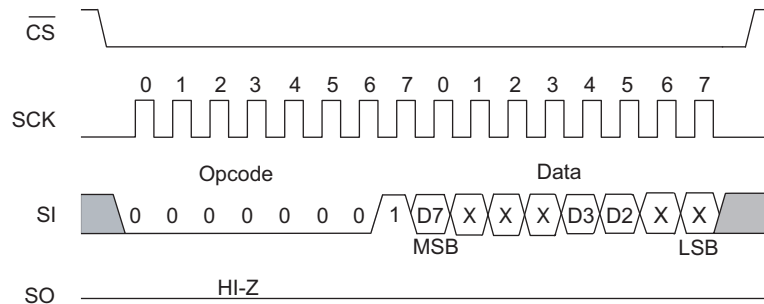 CS
0 1 2 3 4 5 6 7 0 1 2 3 4 5 6 7
SCK
Opcode Data
SI 0 0 0 0 0 0 0 1 D7 X X X D3 D2 X X
MSB LSB
HI-Z
SO